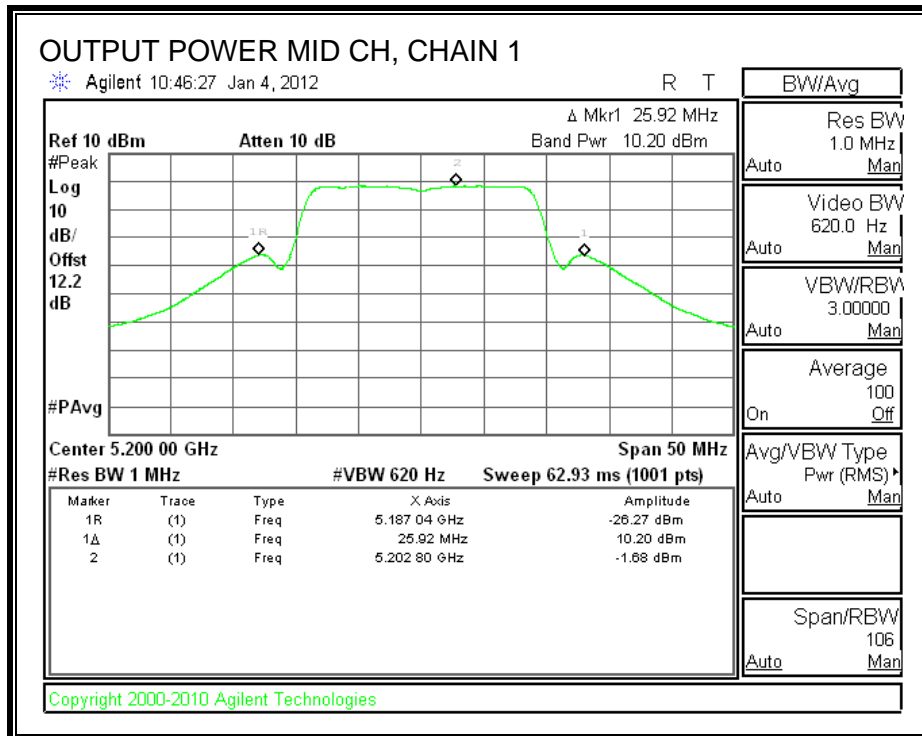 OUTPUT POWER MID CH, CHAIN 1
Agilent 10:46:27 Jan 4, 2012 R T
Δ Mkr1 25.92 MHz
Ref 10 dBm Atten 10 dB Band Pwr 10.20 dBm
#Peak
Log
10
dB/
Offst
12.2
dB
#PAvg
2
1R
1
Center 5.200 00 GHz Span 50 MHz
#Res BW 1 MHz #VBW 620 Hz Sweep 62.93 ms (1001 pts)
Marker Trace Type X Axis Amplitude
1R (1) Freq 5.187 04 GHz -26.27 dBm
1Δ (1) Freq 25.92 MHz 10.20 dBm
2 (1) Freq 5.202 80 GHz -1.68 dBm
BW/Avg
Res BW
1.0 MHz
Auto Man
Video BW
620.0 Hz
Auto Man
VBW/RBW
3.00000
Auto Man
Average
100
On Off
Avg/VBW Type
Pwr (RMS)
Auto Man
Span/RBW
106
Auto Man
Copyright 2000-2010 Agilent Technologies